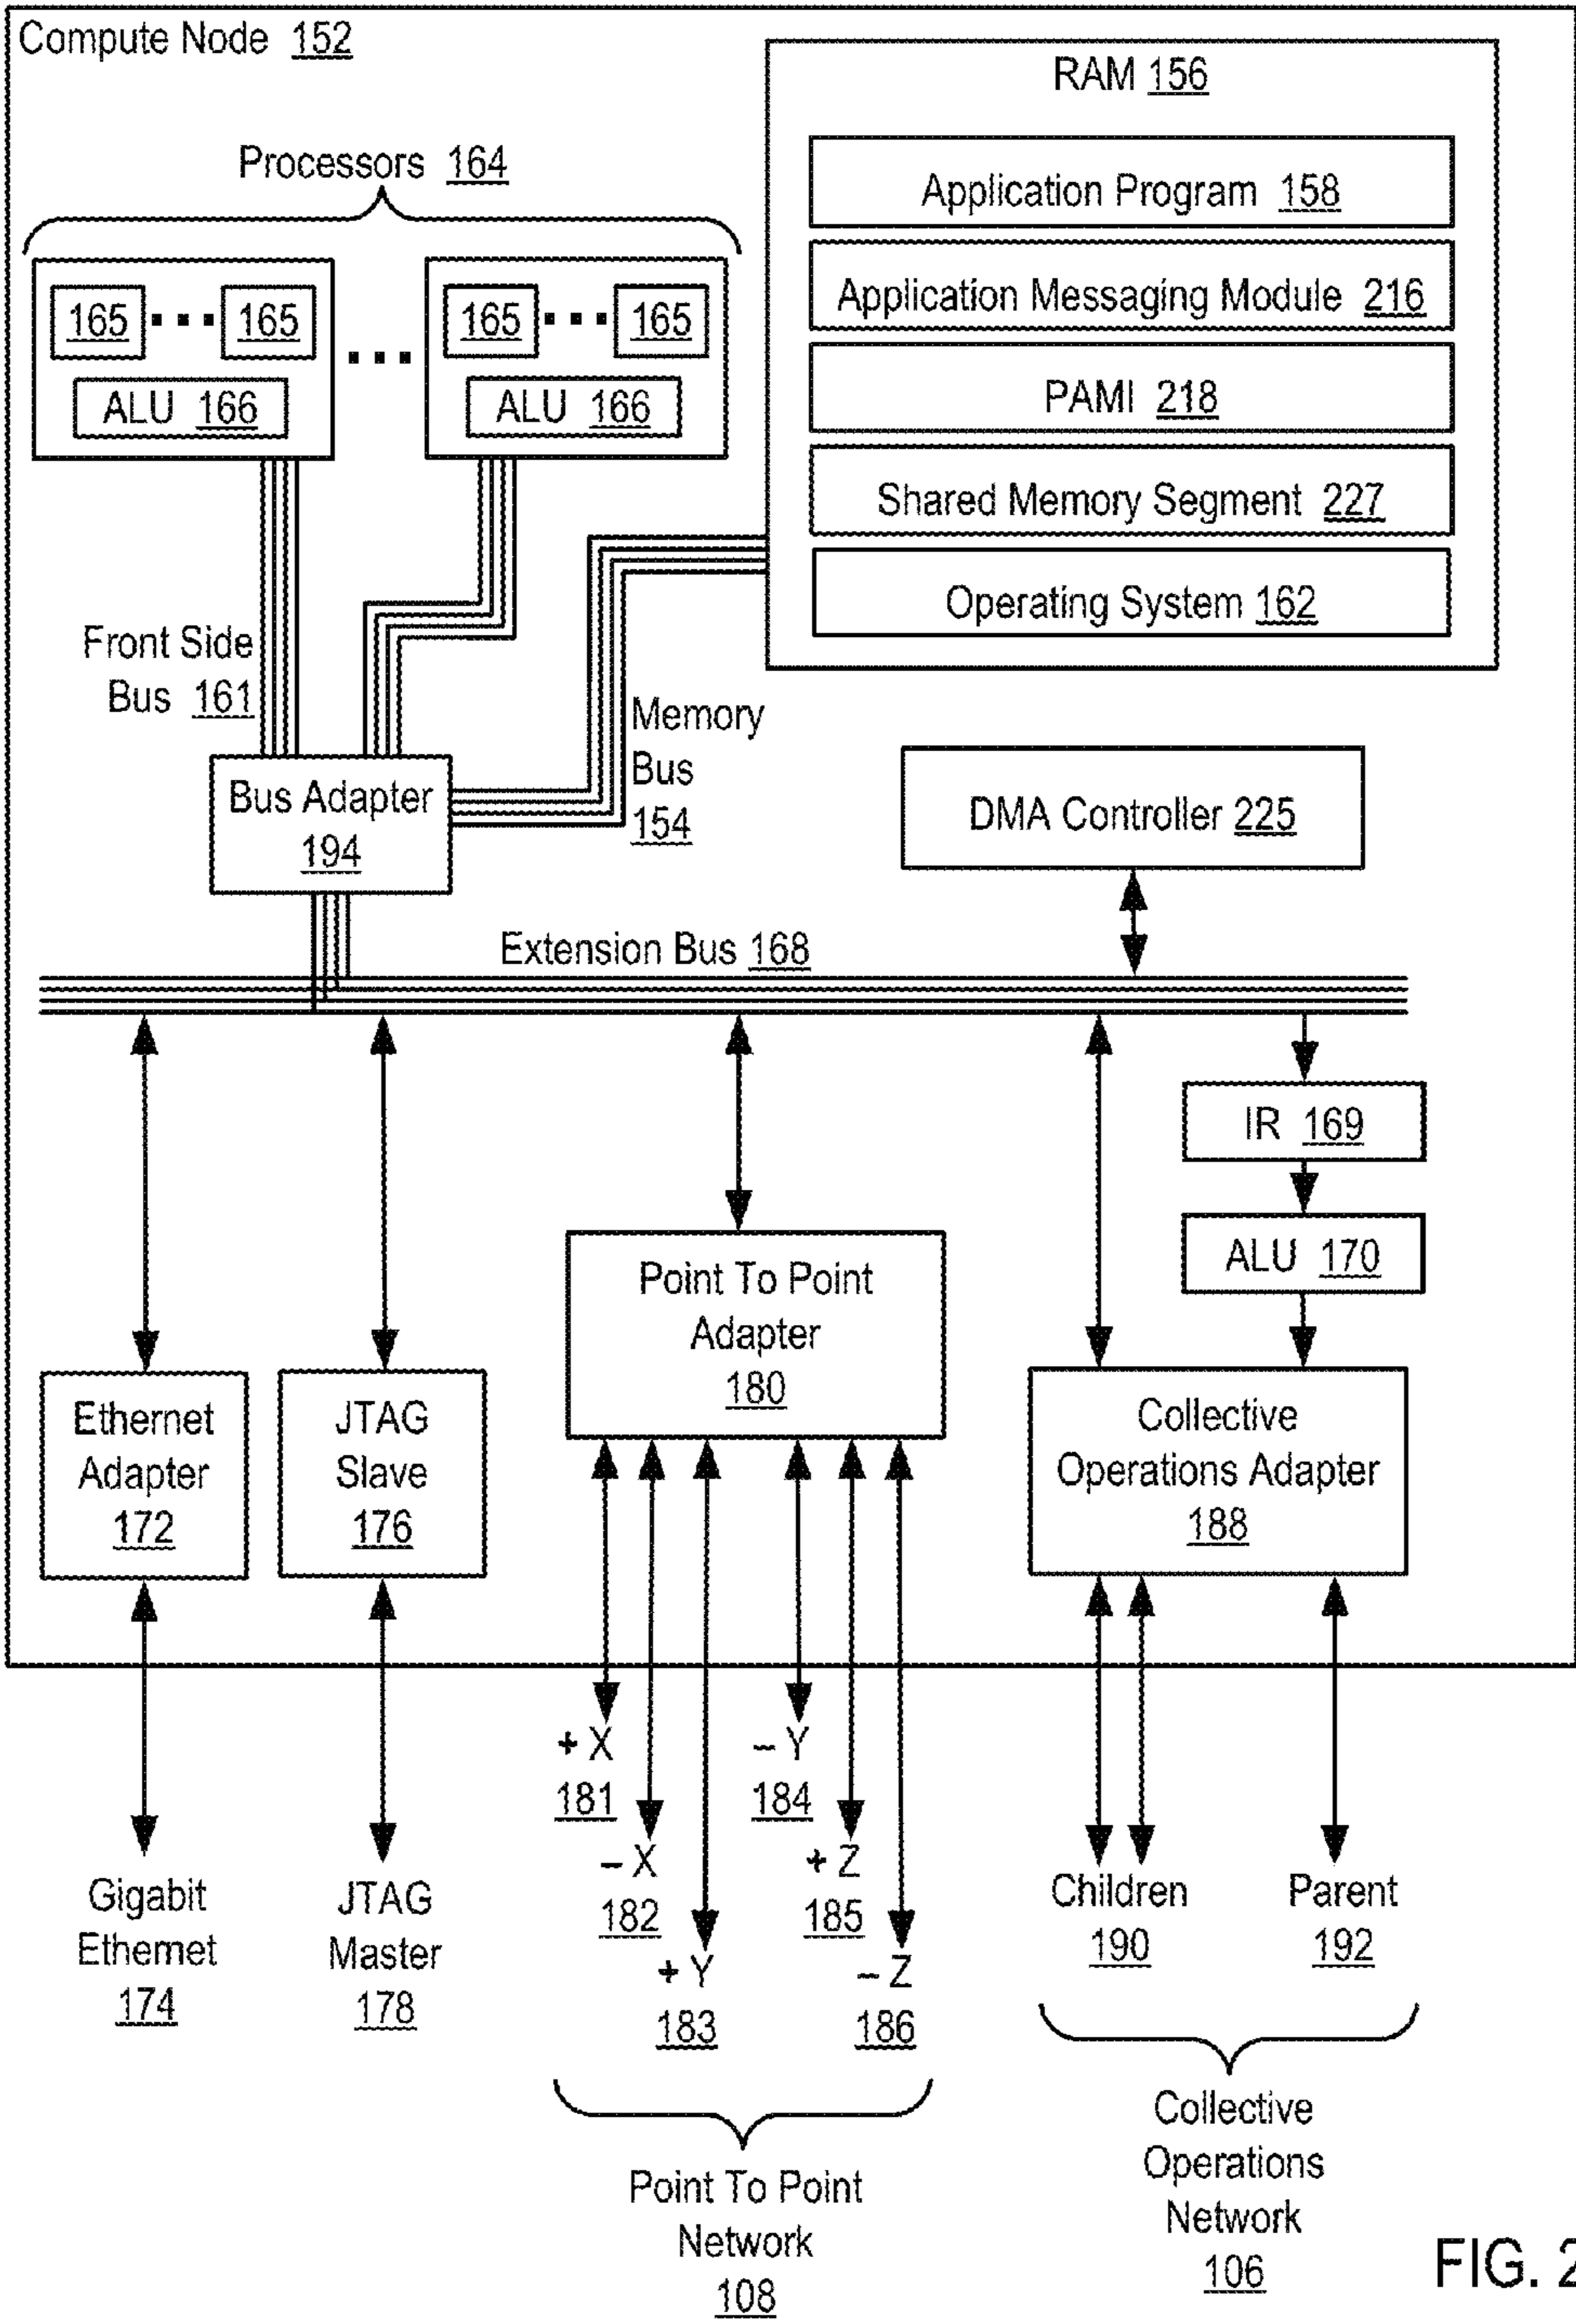 Compute Node 152
RAM 156
Application Program 158
Application Messaging Module 216
PAMI 218
Shared Memory Segment 227
Operating System 162
Processors 164
165 ... 165
ALU 166
...
165 ... 165
ALU 166
Front Side
Bus 161
Memory
Bus
154
Bus Adapter
194
DMA Controller 225
Extension Bus 168
IR 169
ALU 170
Point To Point
Adapter
180
Ethernet
Adapter
172
JTAG
Slave
176
Collective
Operations Adapter
188
+ X
181
– X
182
+ Y
183
– Y
184
+ Z
185
– Z
186
Gigabit
Ethernet
174
JTAG
Master
178
Children
190
Parent
192
Point To Point
Network
108
Collective
Operations
Network
106
FIG. 2